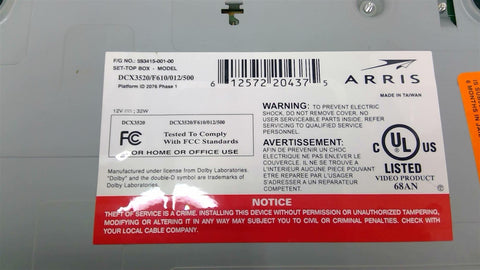 F/G NO.: 593415-001-00
SET-TOP BOX - MODEL
DCX3520/F610/012/500
Platform ID 2076 Phase 1
6 12572 20437 5
ARRIS
MADE IN TAIWAN
12V 32W
DCX3520 DCX3520/F610/012/500
FC Tested To Comply
With FCC Standards
FOR HOME OR OFFICE USE
Manufactured under license from Dolby Laboratories.
"Dolby" and the double-D symbol are trademarks of
Dolby Laboratories.
WARNING: TO PREVENT ELECTRIC
SHOCK, DO NOT REMOVE COVER. NO
USER SERVICEABLE PARTS INSIDE. REFER
SERVICING TO QUALIFIED SERVICE
PERSONNEL.
AVERTISSEMENT:
AFIN DE PREVENIR UN CHOC
ELECTRIQUE NE PAS ENLEVER LE
COUVERCLE. IL NE SE TROUVE A
L'INTERIEUR AUCUNE PIECE POUVANT
ETRE REPAREE PAR L'USAGER.
S'ADRESSER A UN REPARATEUR
COMPETENT.
C UL US
LISTED
VIDEO PRODUCT
68AN
NOTICE
THEFT OF SERVICE IS A CRIME. INSTALLING THIS DEVICE WITHOUT PERMISSION OR UNAUTHORIZED TAMPERING,
MODIFYING OR ALTERING IT IN ANY WAY MAY SUBJECT YOU TO CIVIL OR CRIMINAL PENALTIES. CHECK WITH
YOUR LOCAL CABLE COMPANY.
6 MONTHS